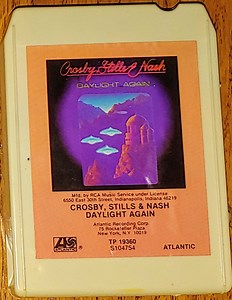 Crosby, Stills & Nash
DAYLIGHT AGAIN
Mfd. by RCA Music Service under License
6550 East 30th Street, Indianapolis, Indiana 46219
CROSBY, STILLS & NASH
DAYLIGHT AGAIN
Atlantic Recording Corp.
75 Rockefeller Plaza
New York, N.Y. 10019
TP 19360
S104754
ATLANTIC